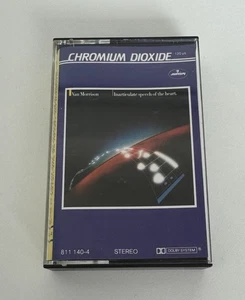 CHROMIUM DIOXIDE
Van Morrison Inarticulate speech of the heart.
811 140-4 STEREO DOLBY SYSTEM